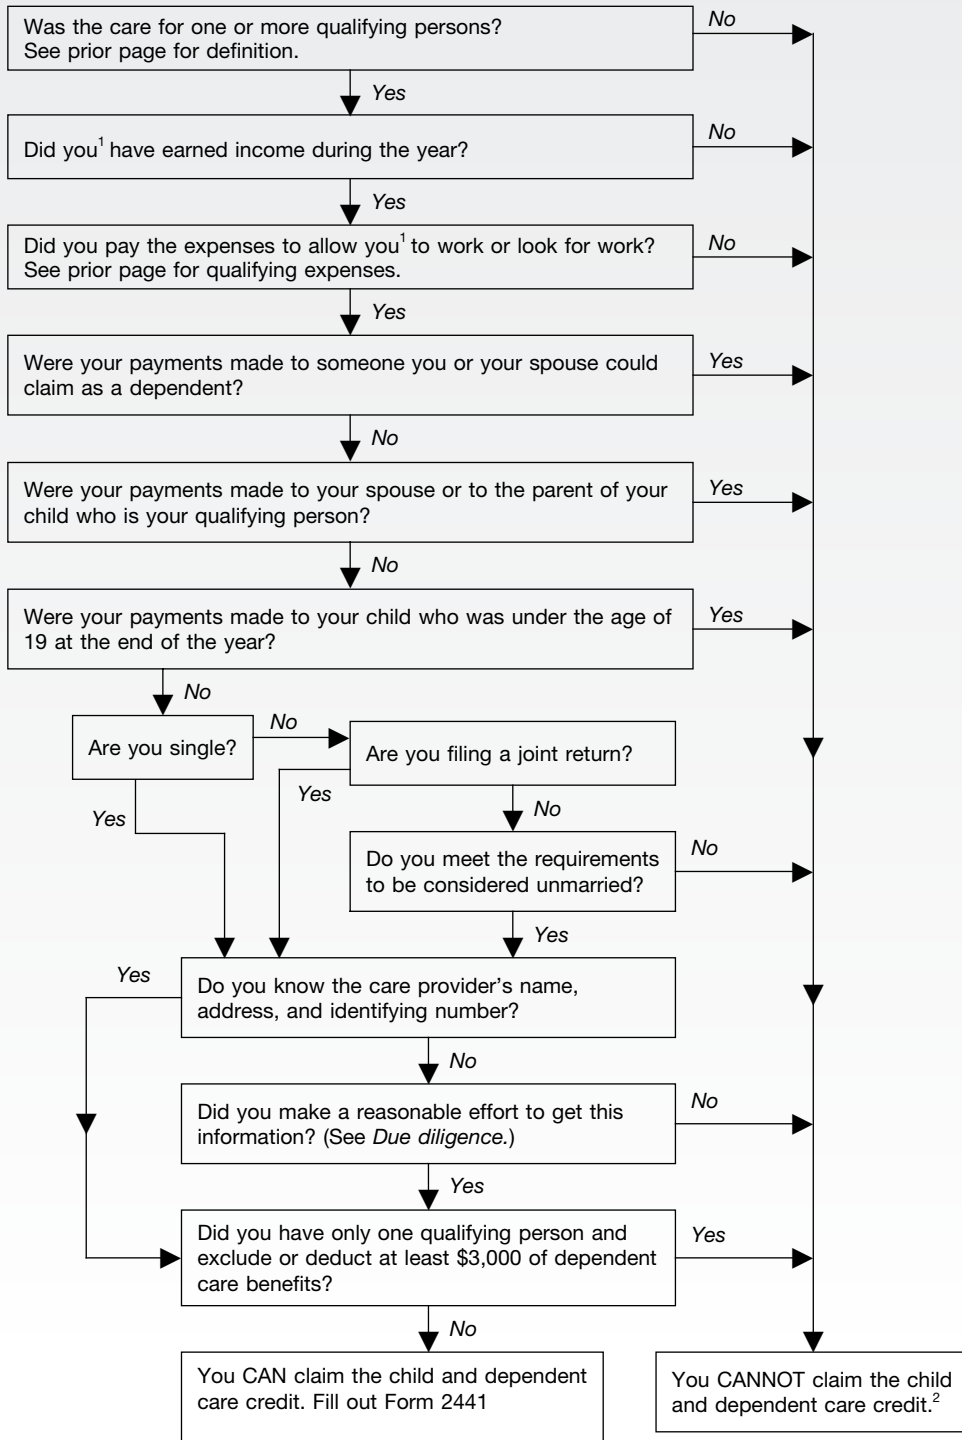 Was the care for one or more qualifying persons?
See prior page for definition.
No
Yes
Did you¹ have earned income during the year?
No
Yes
Did you pay the expenses to allow you¹ to work or look for work?
See prior page for qualifying expenses.
No
Yes
Were your payments made to someone you or your spouse could
claim as a dependent?
Yes
No
Were your payments made to your spouse or to the parent of your
child who is your qualifying person?
Yes
No
Were your payments made to your child who was under the age of
19 at the end of the year?
Yes
No
Are you single?
No
Are you filing a joint return?
Yes
Yes
No
Do you meet the requirements
to be considered unmarried?
No
Yes
Yes
Do you know the care provider's name,
address, and identifying number?
No
Did you make a reasonable effort to get this
information? (See Due diligence.)
No
Yes
Did you have only one qualifying person and
exclude or deduct at least $3,000 of dependent
care benefits?
Yes
No
You CAN claim the child and dependent
care credit. Fill out Form 2441
You CANNOT claim the child
and dependent care credit.²